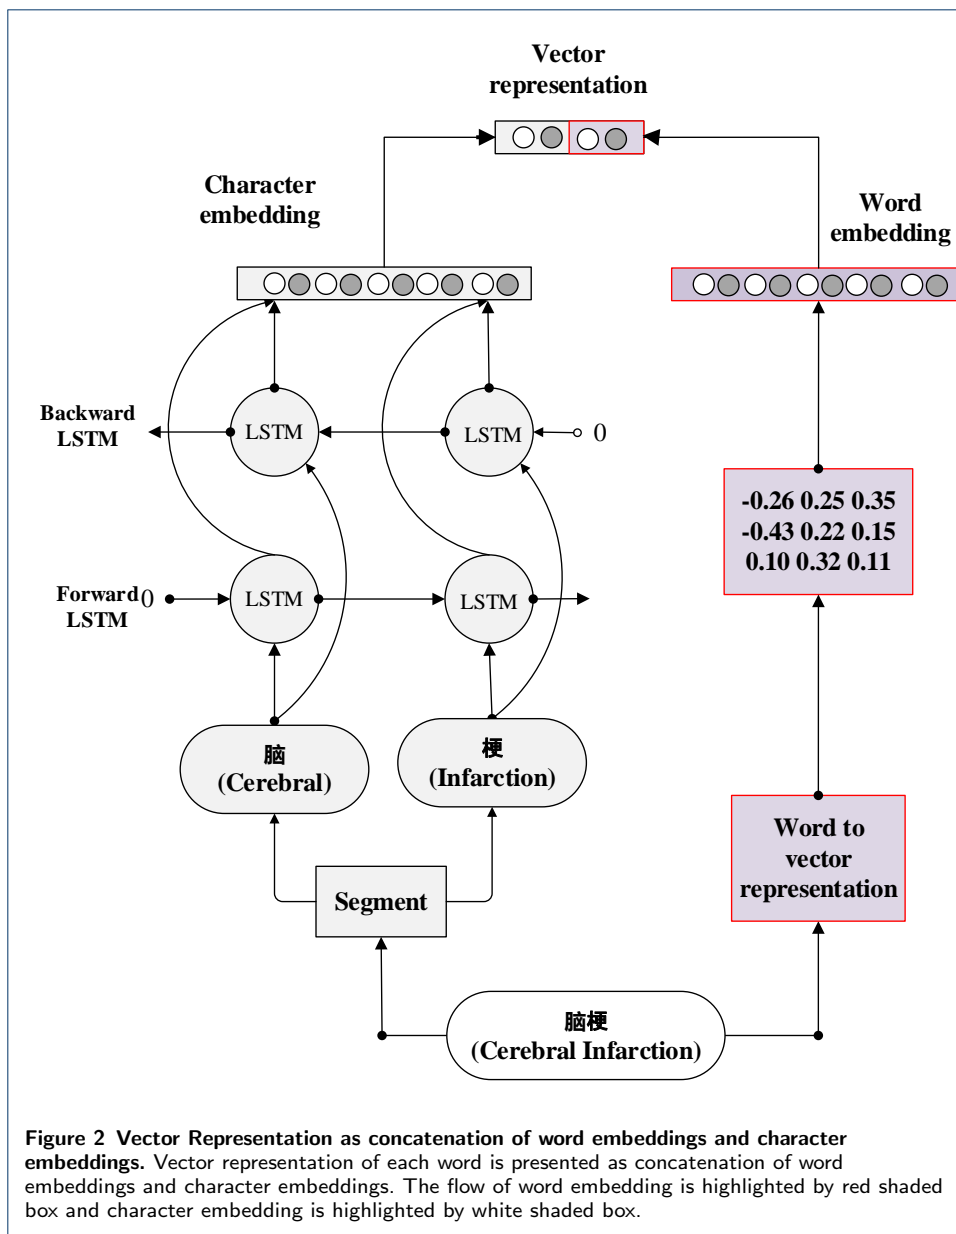 Vector
representation
Character
embedding
Word
embedding
Backward
LSTM
LSTM
LSTM
0
-0.26 0.25 0.35
-0.43 0.22 0.15
0.10 0.32 0.11
Forward 0
LSTM
LSTM
LSTM
脑
(Cerebral)
梗
(Infarction)
Word to
vector
representation
Segment
脑梗
(Cerebral Infarction)
Figure 2 Vector Representation as concatenation of word embeddings and character
embeddings. Vector representation of each word is presented as concatenation of word
embeddings and character embeddings. The flow of word embedding is highlighted by red shaded
box and character embedding is highlighted by white shaded box.